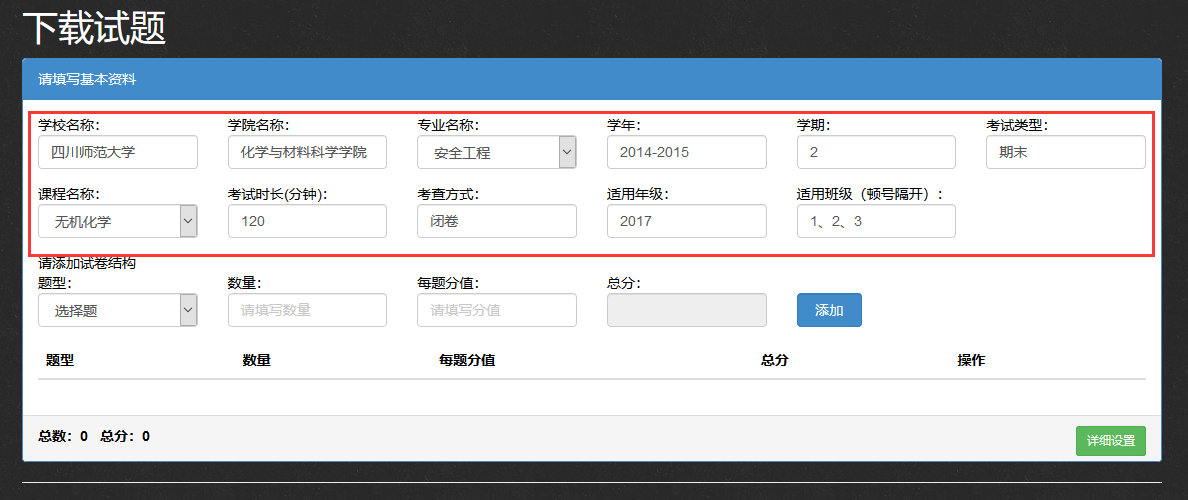 下载试题
请填写基本资料
学校名称： 学院名称： 专业名称： 学年： 学期： 考试类型：
四川师范大学 化学与材料科学学院 安全工程 2014-2015 2 期末
课程名称： 考试时长(分钟)： 考查方式： 适用年级： 适用班级（顿号隔开）：
无机化学 120 闭卷 2017 1、2、3
请添加试卷结构
题型： 数量： 每题分值： 总分：
选择题 请填写数量 请填写分值 添加
题型 数量 每题分值 总分 操作
总数：0 总分：0 详细设置